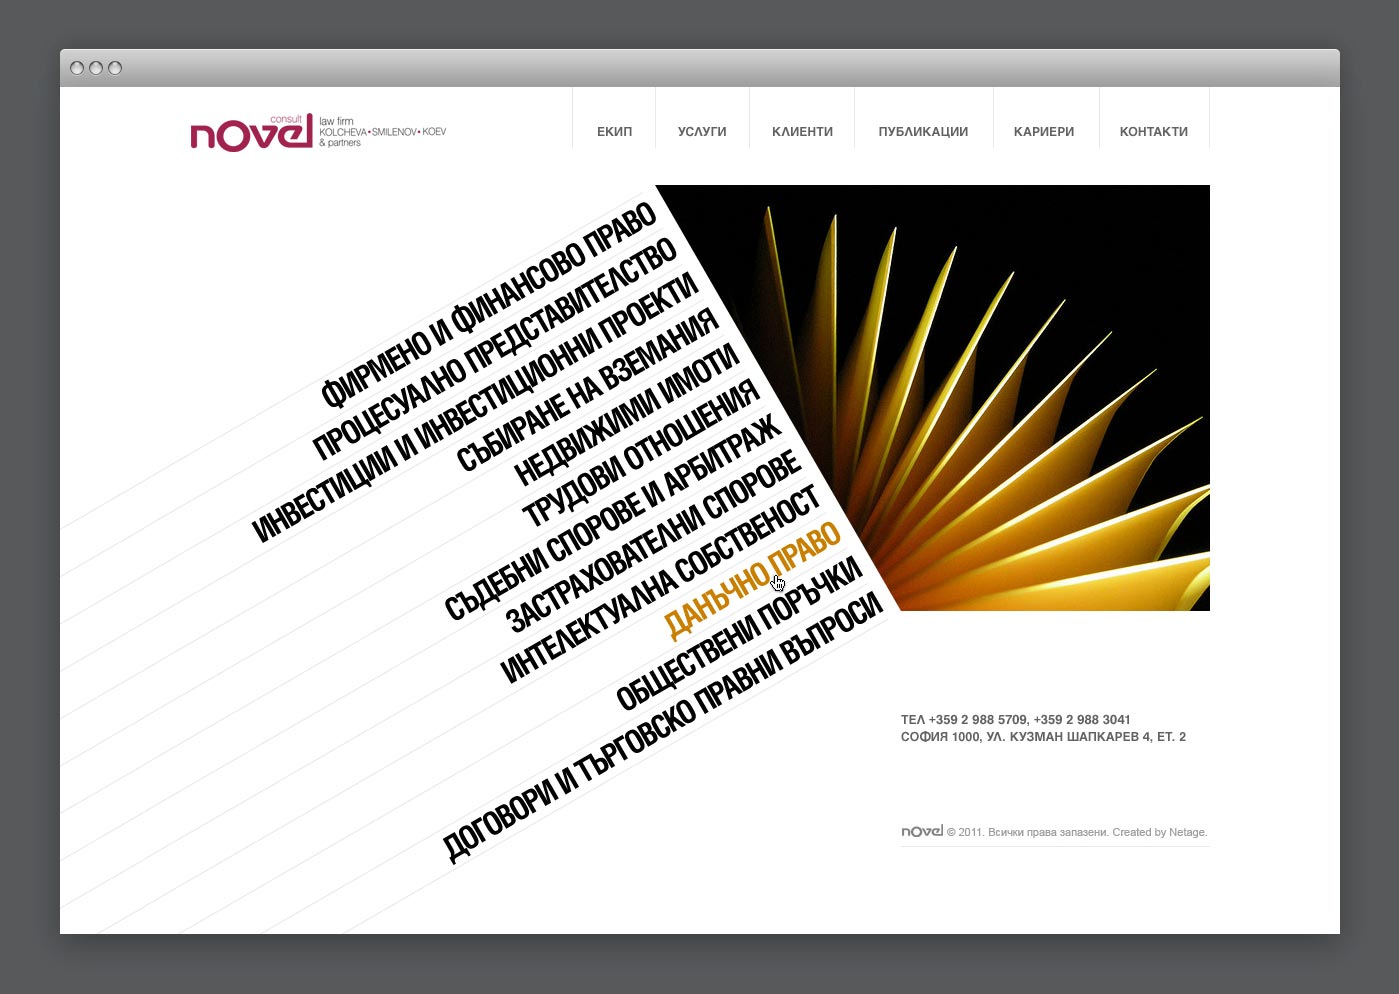 consult
novel
law firm
KOLCHEVA • SMILENOV • KOEV
& partners
ЕКИП
УСЛУГИ
КЛИЕНТИ
ПУБЛИКАЦИИ
КАРИЕРИ
КОНТАКТИ
ФИРМЕНО И ФИНАНСОВО ПРАВО
ПРОЦЕСУАЛНО ПРЕДСТАВИТЕЛСТВО
ИНВЕСТИЦИИ И ИНВЕСТИЦИОННИ ПРОЕКТИ
СЪБИРАНЕ НА ВЗЕМАНИЯ
НЕДВИЖИМИ ИМОТИ
ТРУДОВИ ОТНОШЕНИЯ
СЪДЕБНИ СПОРОВЕ И АРБИТРАЖ
ЗАСТРАХОВАТЕЛНИ СПОРОВЕ
ИНТЕЛЕКТУАЛНА СОБСТВЕНОСТ
ДАНЪЧНО ПРАВО
ОБЩЕСТВЕНИ ПОРЪЧКИ
ДОГОВОРИ И ТЪРГОВСКО ПРАВНИ ВЪПРОСИ
ТЕЛ +359 2 988 5709, +359 2 988 3041
СОФИЯ 1000, УЛ. КУЗМАН ШАПКАРЕВ 4, ЕТ. 2
novel © 2011. Всички права запазени. Created by Netage.